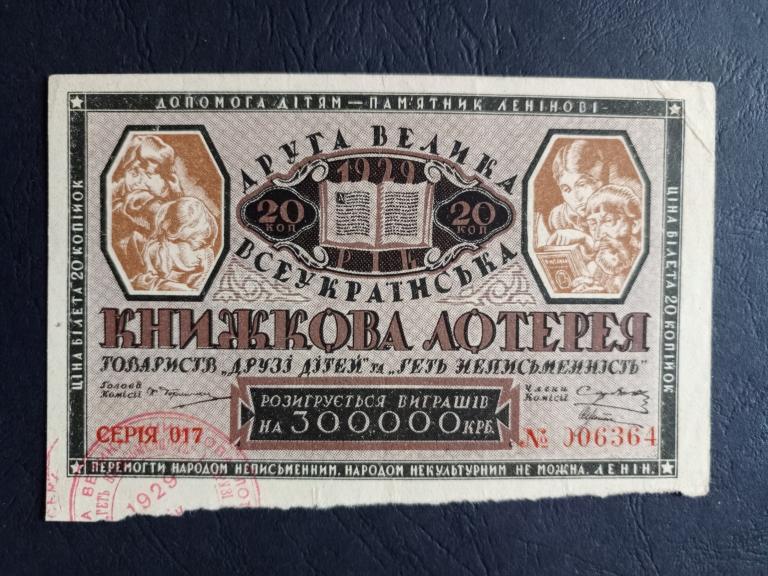 ДОПОМОГА ДІТЯМ — ПАМ'ЯТНИК ЛЕНІНОВІ
ЦІНА БІЛЕТА 20 КОПІЙОК
ДРУГА ВЕЛИКА
1929
20 КОП
20 КОП
РІК
ВСЕУКРАЇНСЬКА
КНИЖКОВА ЛОТЕРЕЯ
ТОВАРИСТВ „ДРУЗІ ДІТЕЙ" ТА „ГЕТЬ НЕПИСЬМЕННІСТЬ"
Голова Комісії
Члени Комісії
РОЗИГРУЄТЬСЯ ВИГРАШІВ
НА 300.000 КРБ.
СЕРІЯ 017
№ 006364
ПЕРЕМОГТИ НАРОДОМ НЕПИСЬМЕННИМ, НАРОДОМ НЕКУЛЬТУРНИМ НЕ МОЖНА. ЛЕНІН.
ЦІНА БІЛЕТА 20 КОПІЙОК
1929